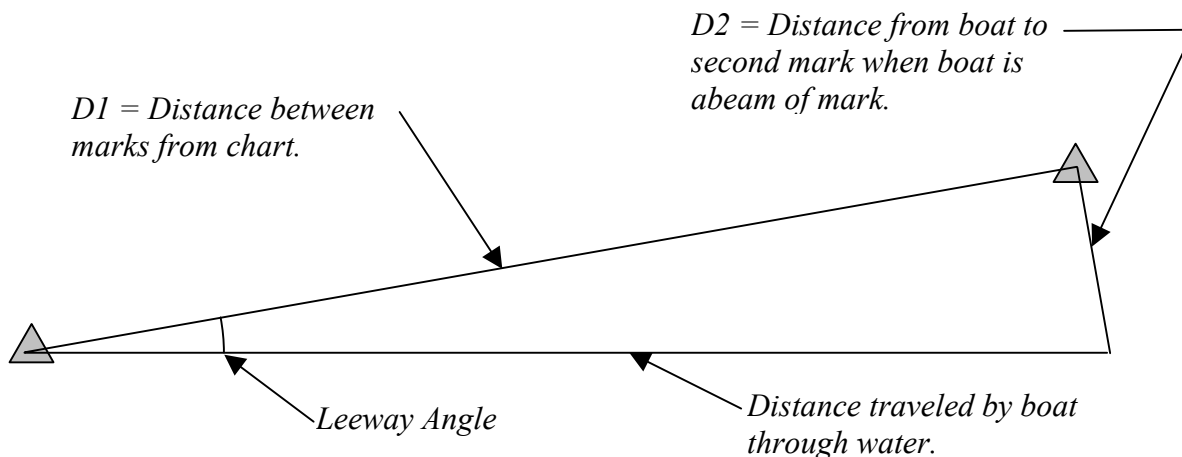 D2 = Distance from boat to
second mark when boat is
abeam of mark.
D1 = Distance between
marks from chart.
Leeway Angle
Distance traveled by boat
through water.